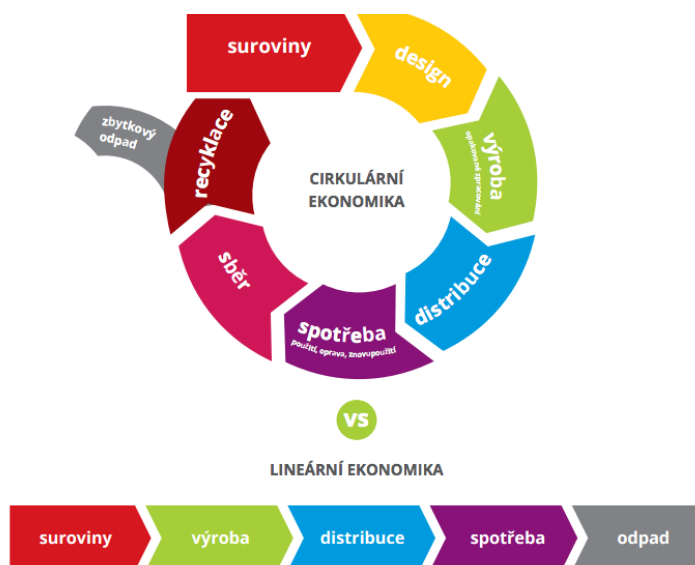 suroviny
design
výroba
opakované zpracování
distribuce
spotřeba
použití, oprava, znovupoužití
sběr
recyklace
zbytkový
odpad
CIRKULÁRNÍ
EKONOMIKA
VS
LINEÁRNÍ EKONOMIKA
suroviny
výroba
distribuce
spotřeba
odpad